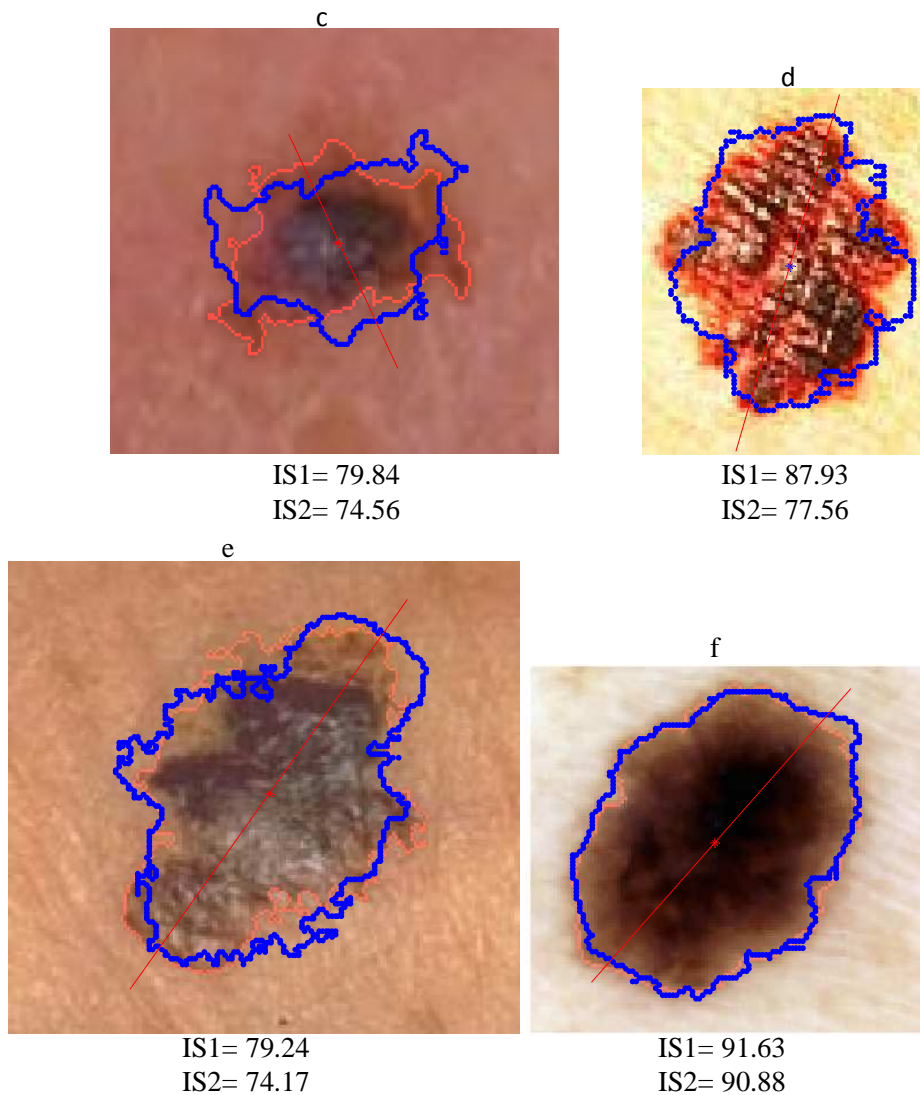 c
d
IS1= 79.84
IS2= 74.56
IS1= 87.93
IS2= 77.56
e
f
IS1= 79.24
IS2= 74.17
IS1= 91.63
IS2= 90.88